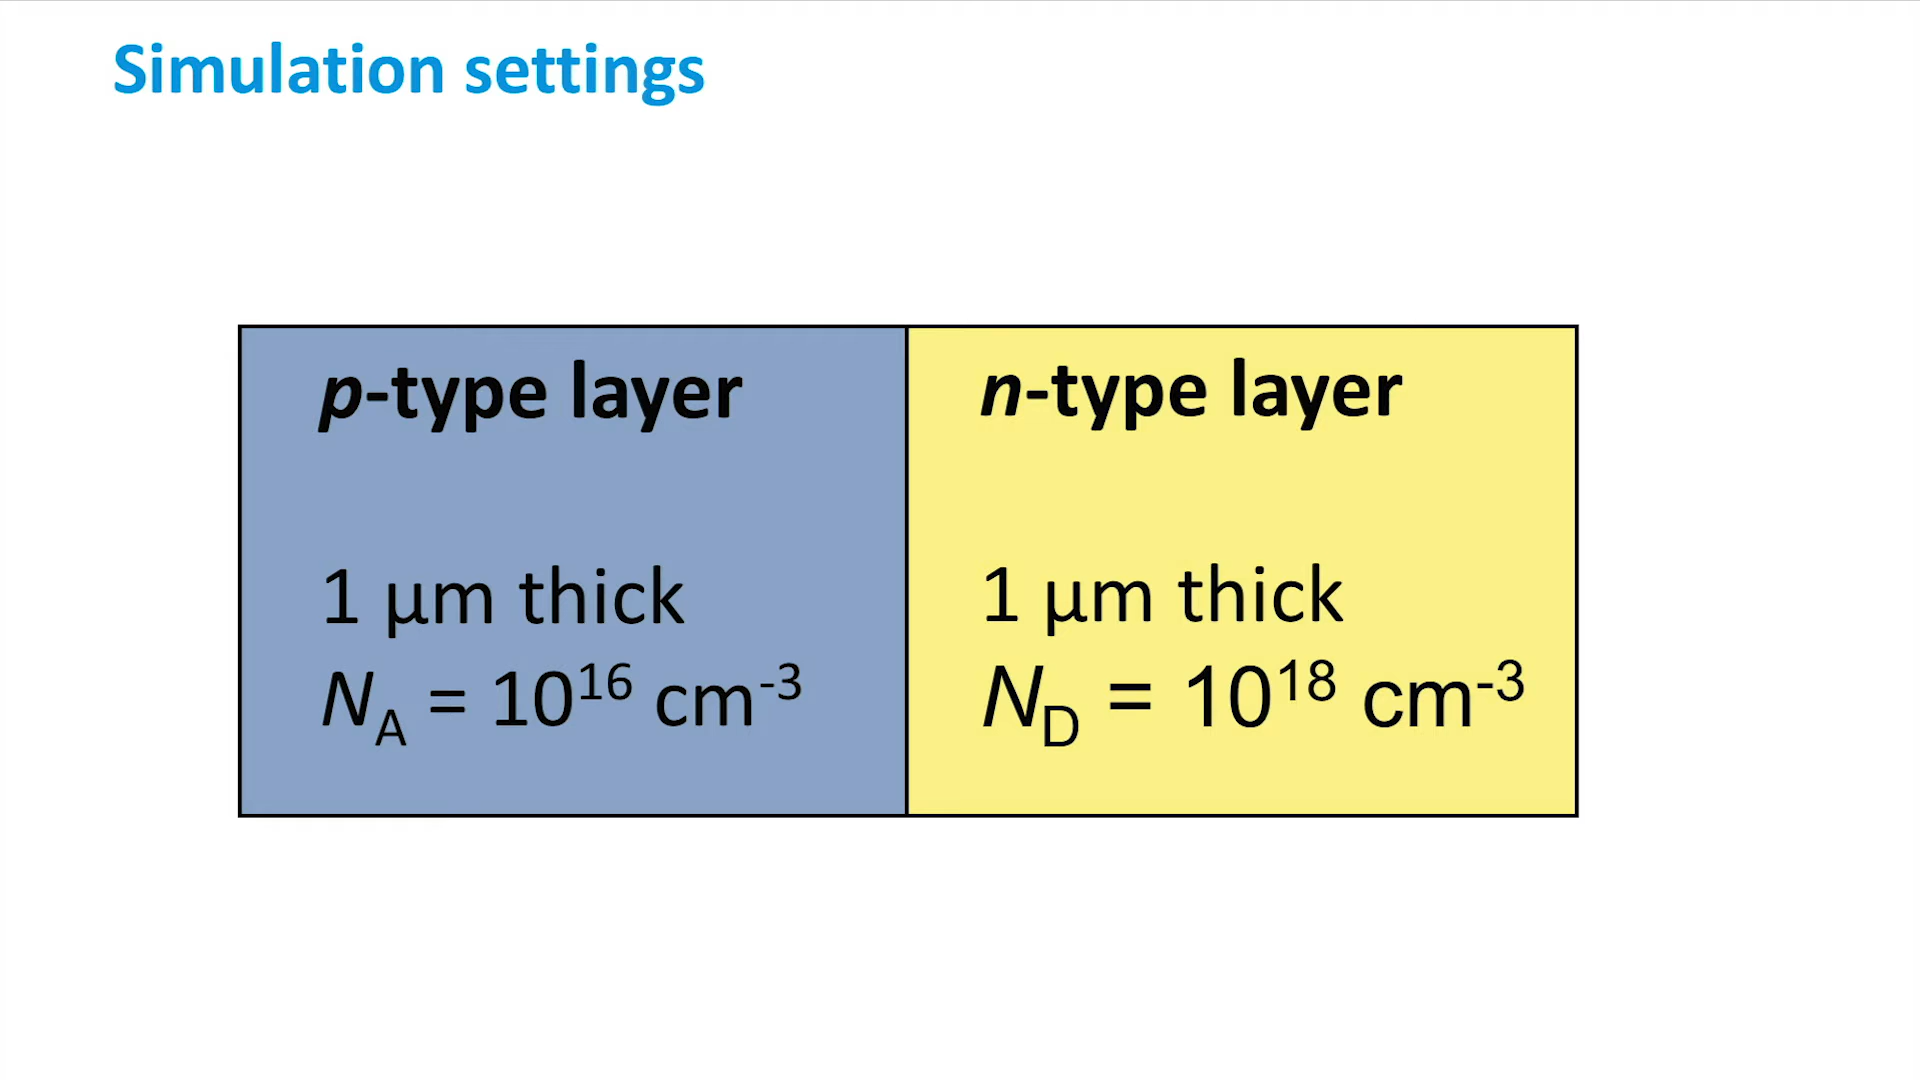 Simulation settings
p-type layer
1 μm thick
N_A = 10^16 cm^-3
n-type layer
1 μm thick
N_D = 10^18 cm^-3